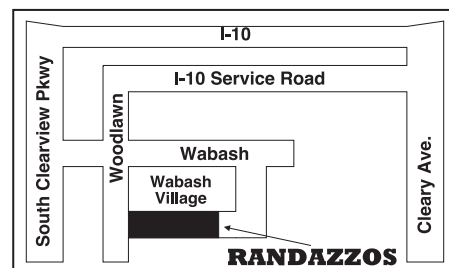 I-10
I-10 Service Road
South Clearview Pkwy
Woodlawn
Wabash
Wabash
Village
Cleary Ave.
RANDAZZOS